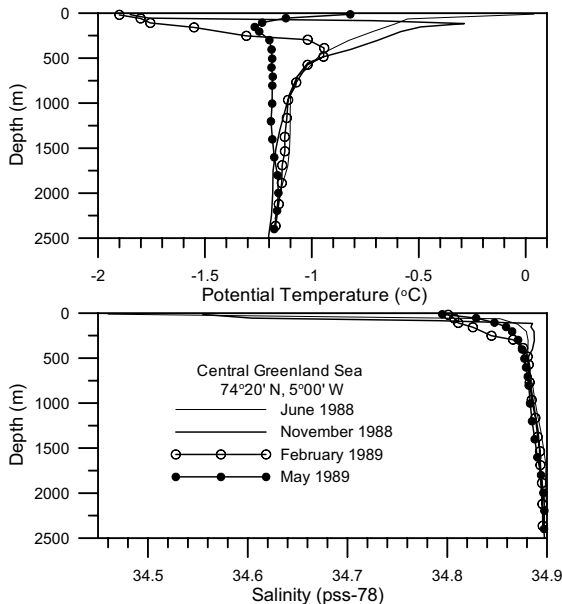 0
500
1000
1500
2000
2500
Depth (m)
-2
-1.5
-1
-0.5
0
Potential Temperature (°C)
0
500
1000
1500
2000
2500
Depth (m)
Central Greenland Sea
74°20' N, 5°00' W
June 1988
November 1988
February 1989
May 1989
34.5
34.6
34.7
34.8
34.9
Salinity (pss-78)